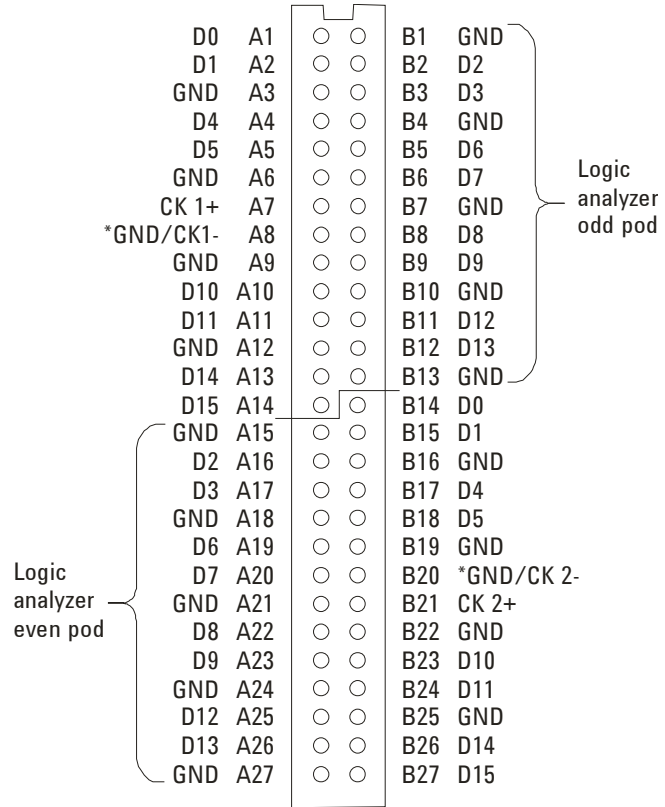 D0 A1 B1 GND
D1 A2 B2 D2
GND A3 B3 D3
D4 A4 B4 GND
D5 A5 B5 D6
GND A6 B6 D7
CK 1+ A7 B7 GND
*GND/CK1- A8 B8 D8
GND A9 B9 D9
D10 A10 B10 GND
D11 A11 B11 D12
GND A12 B12 D13
D14 A13 B13 GND
D15 A14 B14 D0
GND A15 B15 D1
D2 A16 B16 GND
D3 A17 B17 D4
GND A18 B18 D5
D6 A19 B19 GND
D7 A20 B20 *GND/CK 2-
GND A21 B21 CK 2+
D8 A22 B22 GND
D9 A23 B23 D10
GND A24 B24 D11
D12 A25 B25 GND
D13 A26 B26 D14
GND A27 B27 D15
Logic
analyzer
odd pod
Logic
analyzer
even pod